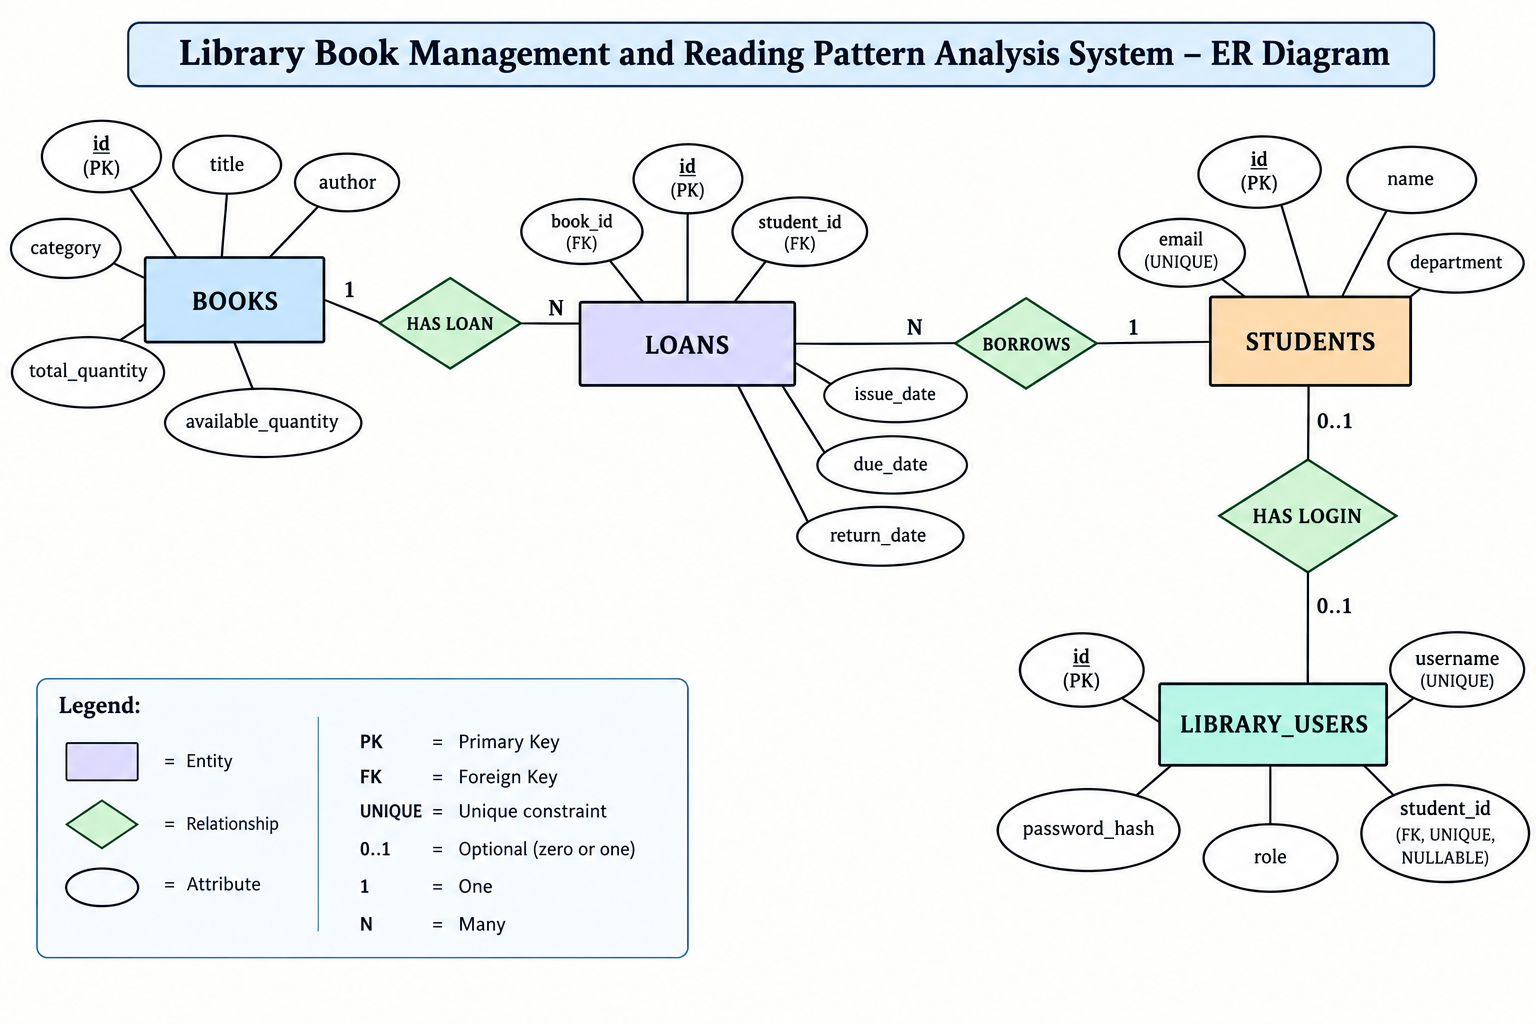 Library Book Management and Reading Pattern Analysis System – ER Diagram
id
(PK)
title
author
category
BOOKS
total_quantity
available_quantity
1
HAS LOAN
N
id
(PK)
book_id
(FK)
student_id
(FK)
LOANS
issue_date
due_date
return_date
N
BORROWS
1
id
(PK)
name
email
(UNIQUE)
department
STUDENTS
0..1
HAS LOGIN
0..1
id
(PK)
username
(UNIQUE)
LIBRARY_USERS
password_hash
role
student_id
(FK, UNIQUE,
NULLABLE)
Legend:
= Entity
= Relationship
= Attribute
PK = Primary Key
FK = Foreign Key
UNIQUE = Unique constraint
0..1 = Optional (zero or one)
1 = One
N = Many